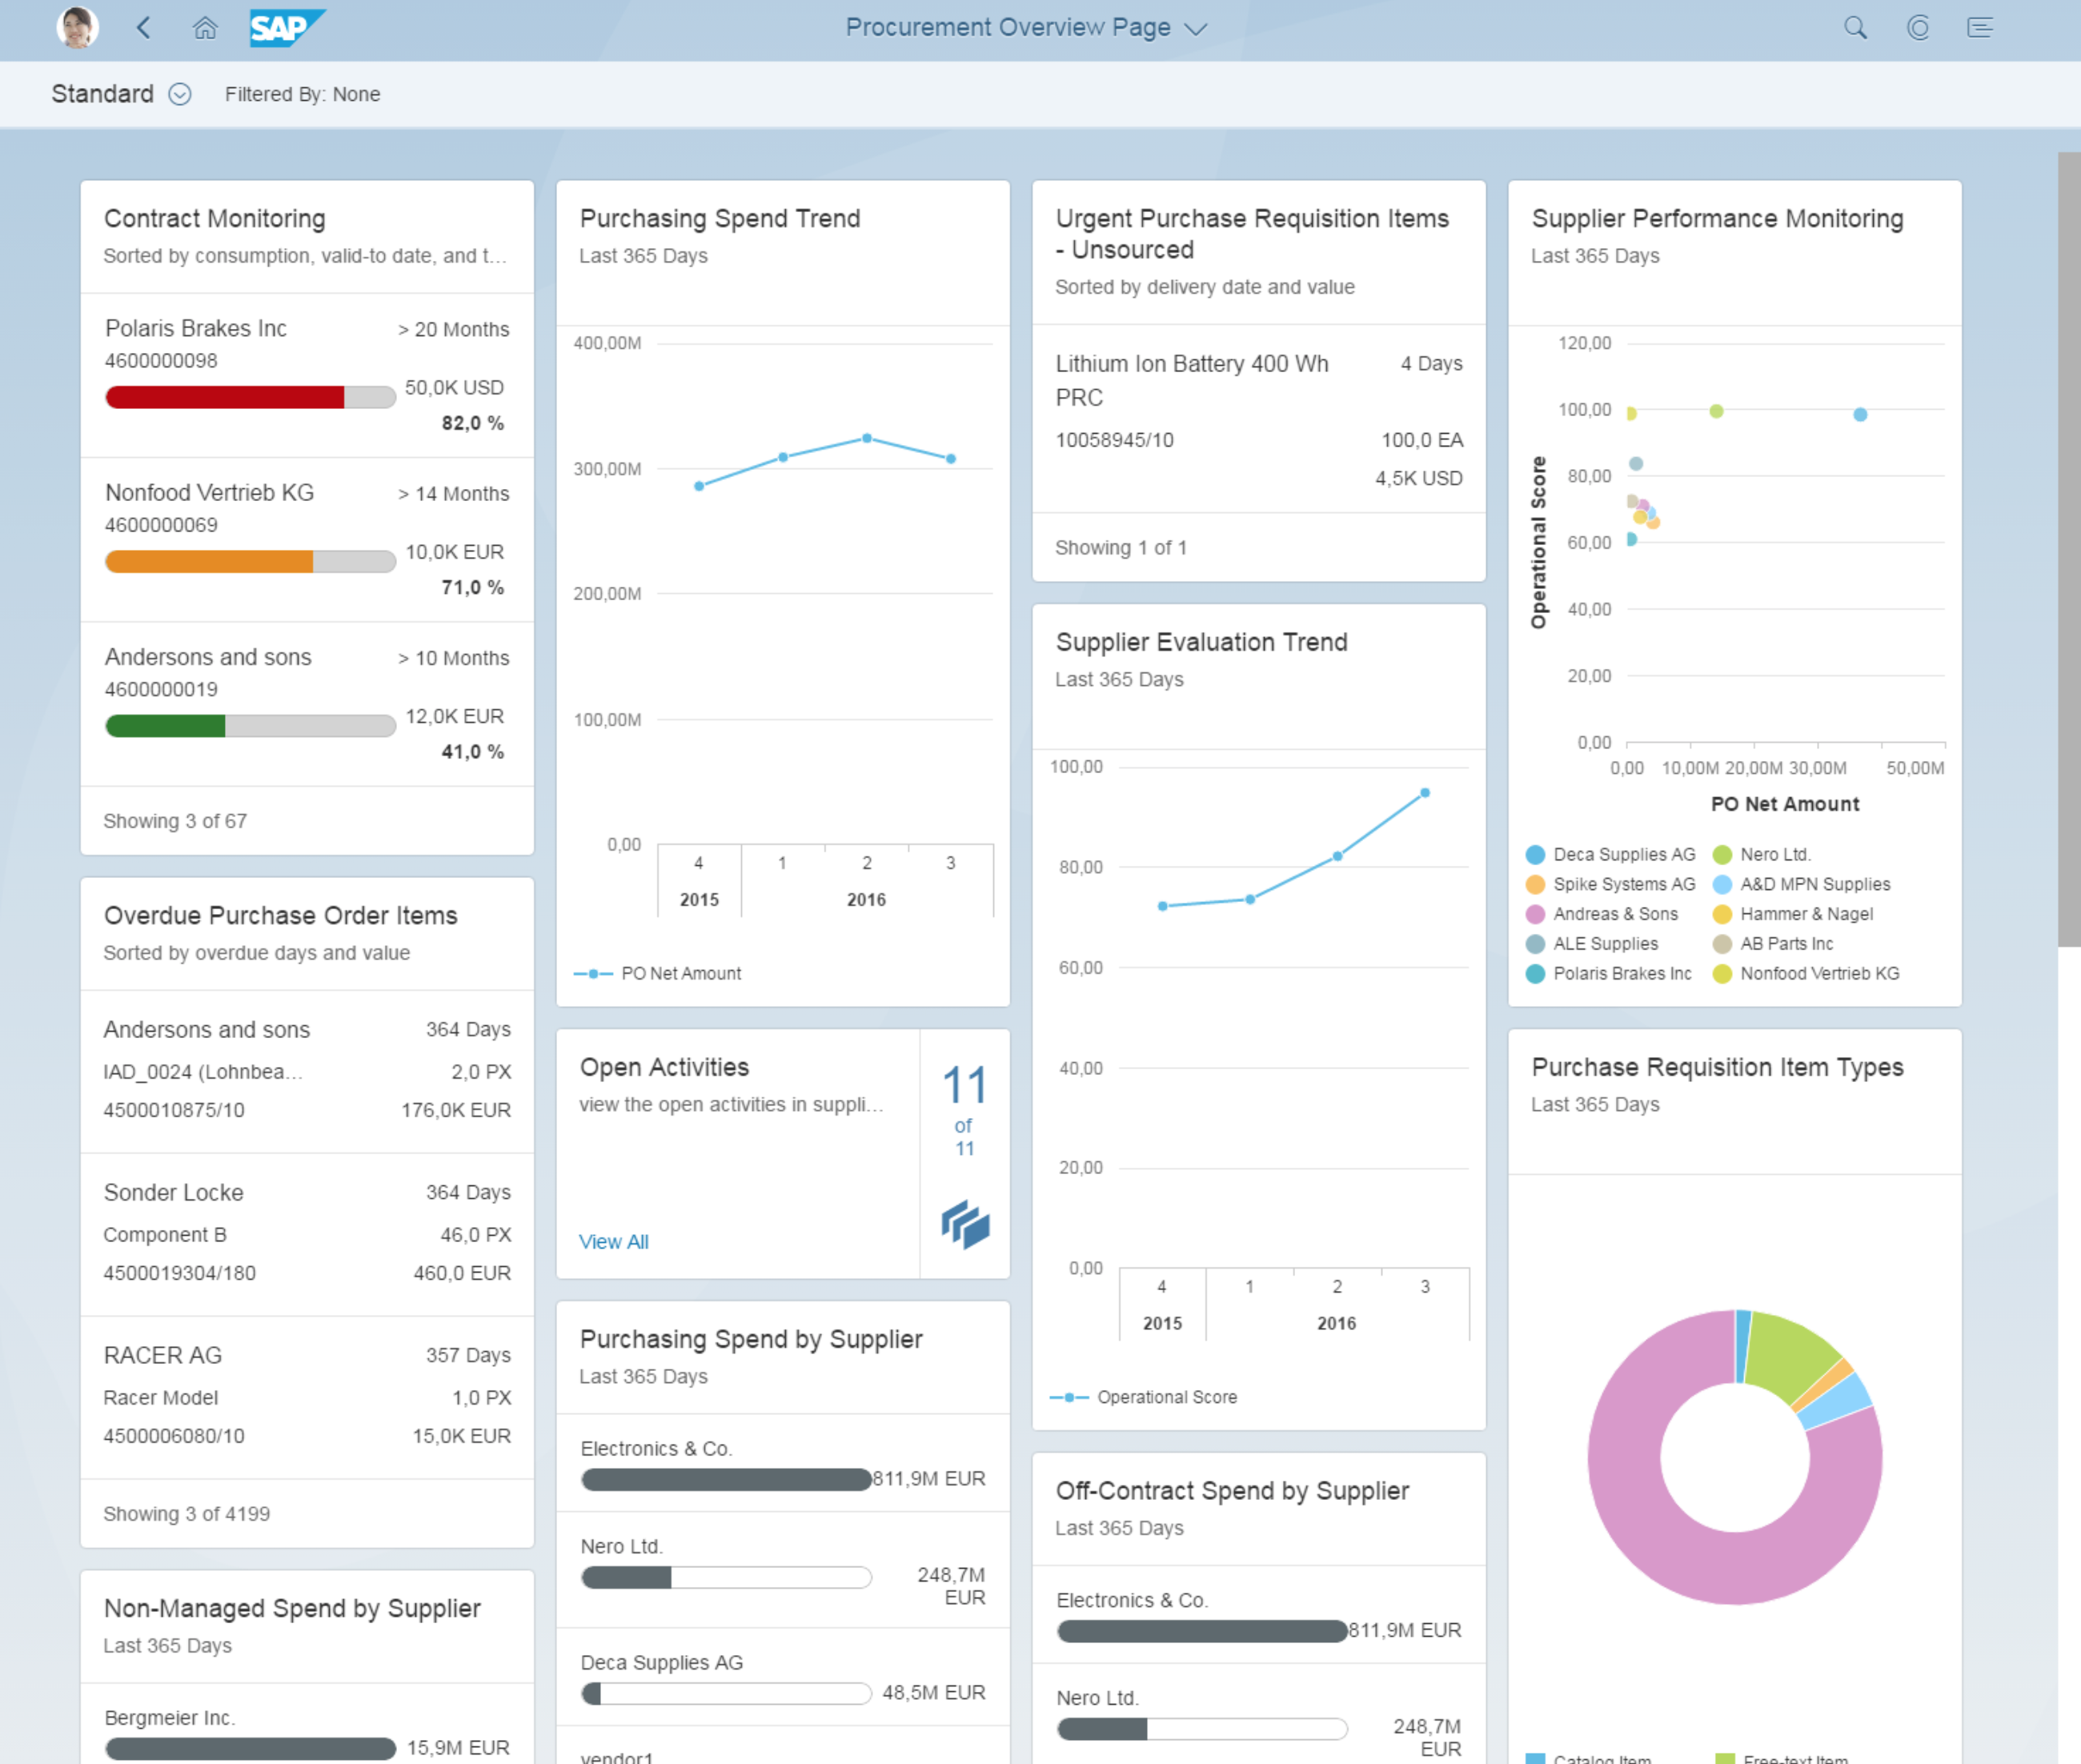 SAP
Procurement Overview Page
Standard
Filtered By: None
Contract Monitoring
Sorted by consumption, valid-to date, and t...
Polaris Brakes Inc
> 20 Months
4600000098
50,0K USD
82,0 %
Nonfood Vertrieb KG
> 14 Months
4600000069
10,0K EUR
71,0 %
Andersons and sons
> 10 Months
4600000019
12,0K EUR
41,0 %
Showing 3 of 67
Overdue Purchase Order Items
Sorted by overdue days and value
Andersons and sons
364 Days
IAD_0024 (Lohnbea...
2,0 PX
4500010875/10
176,0K EUR
Sonder Locke
364 Days
Component B
46,0 PX
4500019304/180
460,0 EUR
RACER AG
357 Days
Racer Model
1,0 PX
4500006080/10
15,0K EUR
Showing 3 of 4199
Non-Managed Spend by Supplier
Last 365 Days
Bergmeier Inc.
15,9M EUR
Purchasing Spend Trend
Last 365 Days
400,00M
300,00M
200,00M
100,00M
0,00
4
1
2
3
2015
2016
PO Net Amount
Open Activities
view the open activities in suppli...
11
of
11
View All
Purchasing Spend by Supplier
Last 365 Days
Electronics & Co.
811,9M EUR
Nero Ltd.
248,7M
EUR
Deca Supplies AG
48,5M EUR
vendor1
Urgent Purchase Requisition Items
- Unsourced
Sorted by delivery date and value
Lithium Ion Battery 400 Wh
PRC
4 Days
10058945/10
100,0 EA
4,5K USD
Showing 1 of 1
Supplier Evaluation Trend
Last 365 Days
100,00
80,00
60,00
40,00
20,00
0,00
4
1
2
3
2015
2016
Operational Score
Off-Contract Spend by Supplier
Last 365 Days
Electronics & Co.
811,9M EUR
Nero Ltd.
248,7M
EUR
Supplier Performance Monitoring
Last 365 Days
Operational Score
120,00
100,00
80,00
60,00
40,00
20,00
0,00
0,00
10,00M
20,00M
30,00M
50,00M
PO Net Amount
Deca Supplies AG
Nero Ltd.
Spike Systems AG
A&D MPN Supplies
Andreas & Sons
Hammer & Nagel
ALE Supplies
AB Parts Inc
Polaris Brakes Inc
Nonfood Vertrieb KG
Purchase Requisition Item Types
Last 365 Days
Catalog Item
Free-text Item